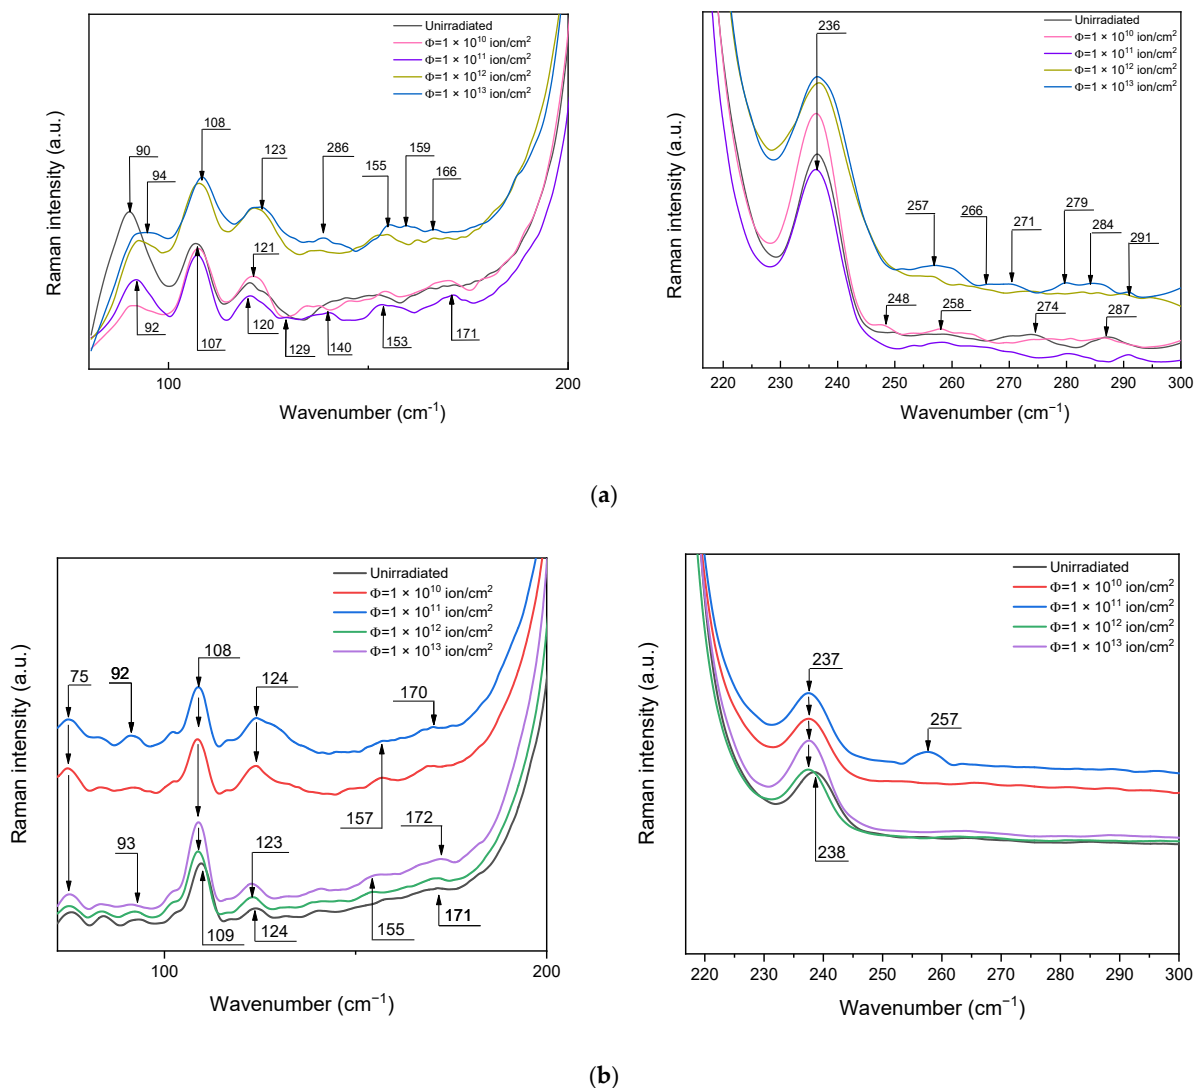 Unirradiated
Φ=1 × 10¹⁰ ion/cm²
Φ=1 × 10¹¹ ion/cm²
Φ=1 × 10¹² ion/cm²
Φ=1 × 10¹³ ion/cm²
108
90
94
123
286
155
159
166
121
92
107
120
129
140
153
171
100
200
Raman intensity (a.u.)
Wavenumber (cm⁻¹)
Unirradiated
Φ=1 × 10¹⁰ ion/cm²
Φ=1 × 10¹¹ ion/cm²
Φ=1 × 10¹² ion/cm²
Φ=1 × 10¹³ ion/cm²
236
257
266
271
279
284
291
248
258
274
287
220 230 240 250 260 270 280 290 300
Raman intensity (a.u.)
Wavenumber (cm⁻¹)
(a)
Unirradiated
Φ=1 × 10¹⁰ ion/cm²
Φ=1 × 10¹¹ ion/cm²
Φ=1 × 10¹² ion/cm²
Φ=1 × 10¹³ ion/cm²
75
92
108
124
170
157
172
93
123
109
124
155
171
100
200
Raman intensity (a.u.)
Wavenumber (cm⁻¹)
Unirradiated
Φ=1 × 10¹⁰ ion/cm²
Φ=1 × 10¹¹ ion/cm²
Φ=1 × 10¹² ion/cm²
Φ=1 × 10¹³ ion/cm²
237
257
238
220 230 240 250 260 270 280 290 300
Raman intensity (a.u.)
Wavenumber (cm⁻¹)
(b)